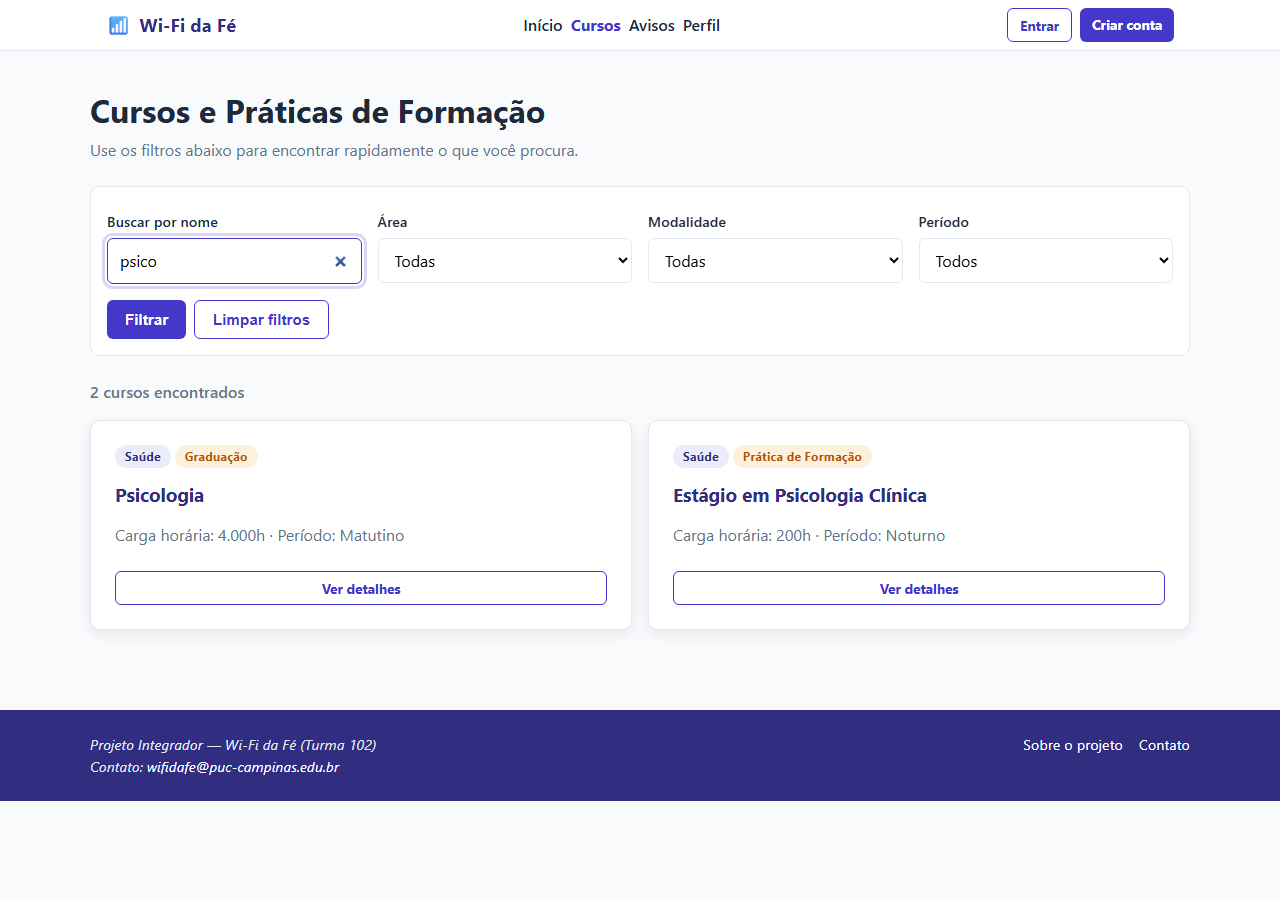 Wi-Fi da Fé
Início Cursos Avisos Perfil
Entrar
Criar conta
Cursos e Práticas de Formação
Use os filtros abaixo para encontrar rapidamente o que você procura.
Buscar por nome
Área
Modalidade
Período
psico
Todas
Todas
Todos
Filtrar
Limpar filtros
2 cursos encontrados
Saúde
Graduação
Psicologia
Carga horária: 4.000h · Período: Matutino
Ver detalhes
Saúde
Prática de Formação
Estágio em Psicologia Clínica
Carga horária: 200h · Período: Noturno
Ver detalhes
Projeto Integrador — Wi-Fi da Fé (Turma 102)
Contato: wifidafe@puc-campinas.edu.br
Sobre o projeto
Contato